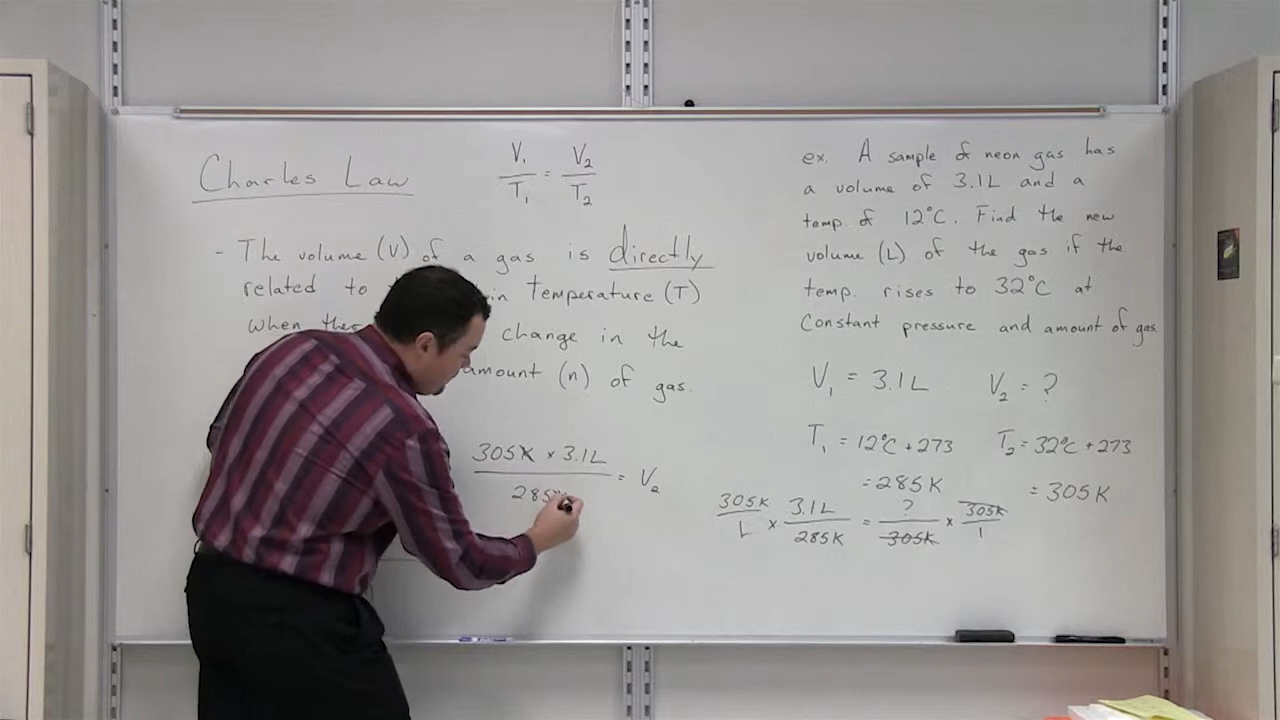 Charles Law
V₁/T₁ = V₂/T₂
- The volume (V) of a gas is directly
related to in temperature (T)
when change in the
amount (n) of gas.
305K × 3.1L / 285K = V₂
ex. A sample of neon gas has
a volume of 3.1L and a
temp. of 12°C. Find the new
volume (L) of the gas if the
temp. rises to 32°C at
Constant pressure and amount of gas.
V₁ = 3.1L V₂ = ?
T₁ = 12°C + 273 T₂ = 32°C + 273
= 285K = 305K
305K/1 × 3.1L/285K = ?/305K × 305K/1